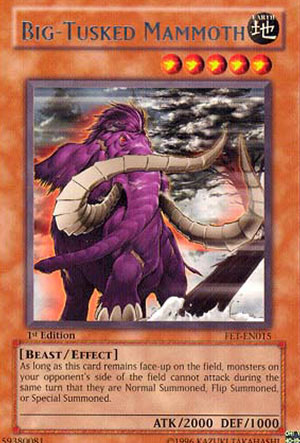 BIG-TUSKED MAMMOTH
EARTH
地
1st Edition
FET-EN015
[BEAST/EFFECT]
As long as this card remains face-up on the field, monsters on
your opponent's side of the field cannot attack during the
same turn that they are Normal Summoned, Flip Summoned,
or Special Summoned.
ATK/2000 DEF/1000
59380081
©1996 KAZUKI TAKAHASHI